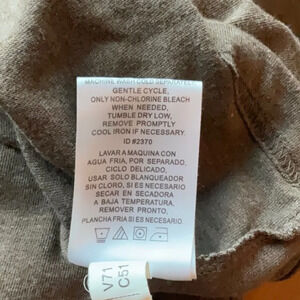 MACHINE WASH COLD SEPARATELY
GENTLE CYCLE,
ONLY NON-CHLORINE BLEACH
WHEN NEEDED,
TUMBLE DRY LOW,
REMOVE PROMPTLY
COOL IRON IF NECESSARY.
ID #2370
LAVAR A MAQUINA CON
AGUA FRIA, POR SEPARADO,
CICLO DELICADO,
USAR SOLO BLANQUEADOR
SIN CLORO, SI ES NECESARIO
SECAR EN SECADORA
A BAJA TEMPERATURA,
REMOVER PRONTO,
PLANCHA FRIA SI ES NECESARIO.
V71
C51